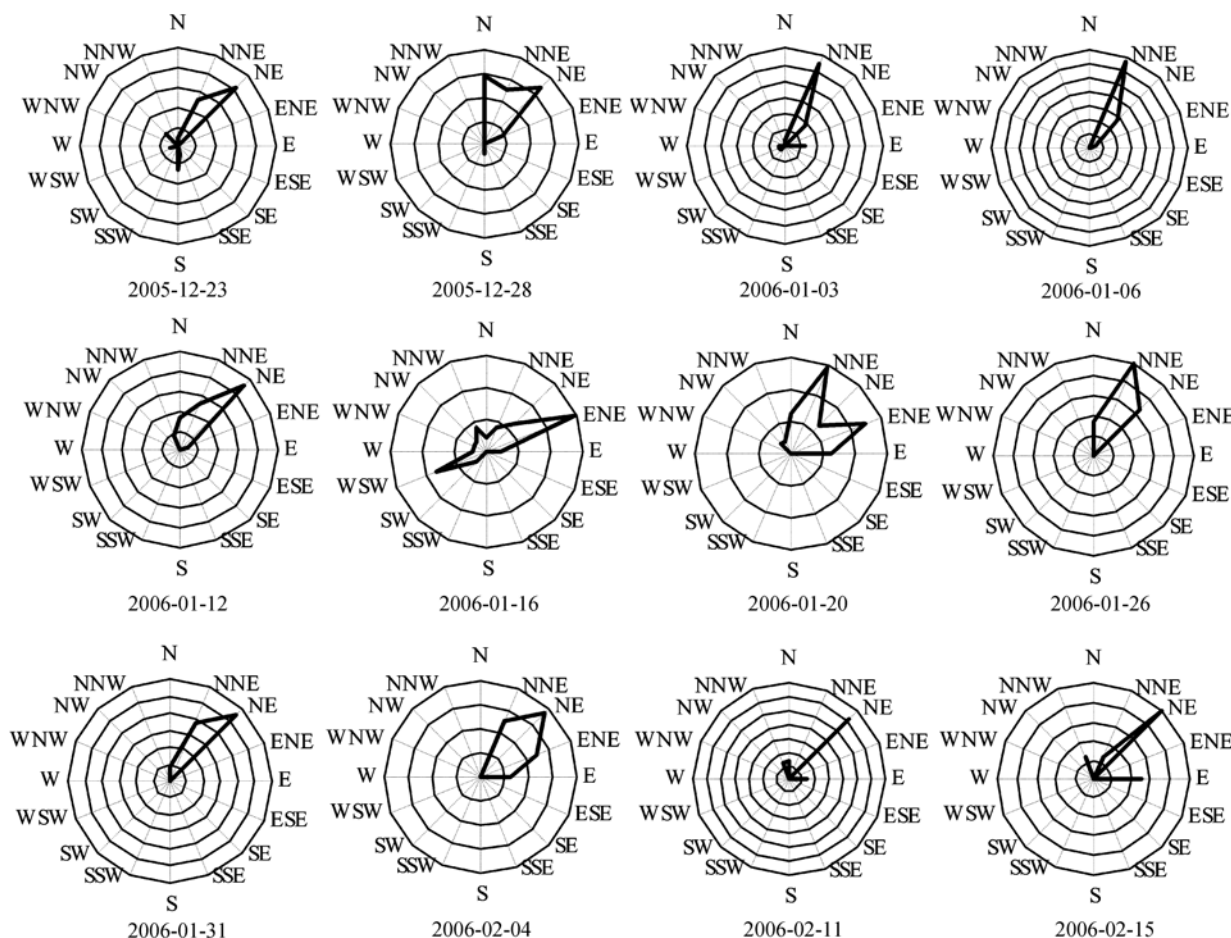 N
NNW NNE
NW NE
WNW ENE
W E
WSW ESE
SW SE
SSW SSE
S
2005-12-23
N
NNW NNE
NW NE
WNW ENE
W E
WSW ESE
SW SE
SSW SSE
S
2005-12-28
N
NNW NNE
NW NE
WNW ENE
W E
WSW ESE
SW SE
SSW SSE
S
2006-01-03
N
NNW NNE
NW NE
WNW ENE
W E
WSW ESE
SW SE
SSW SSE
S
2006-01-06
N
NNW NNE
NW NE
WNW ENE
W E
WSW ESE
SW SE
SSW SSE
S
2006-01-12
N
NNW NNE
NW NE
WNW ENE
W E
WSW ESE
SW SE
SSW SSE
S
2006-01-16
N
NNW NNE
NW NE
WNW ENE
W E
WSW ESE
SW SE
SSW SSE
S
2006-01-20
N
NNW NNE
NW NE
WNW ENE
W E
WSW ESE
SW SE
SSW SSE
S
2006-01-26
N
NNW NNE
NW NE
WNW ENE
W E
WSW ESE
SW SE
SSW SSE
S
2006-01-31
N
NNW NNE
NW NE
WNW ENE
W E
WSW ESE
SW SE
SSW SSE
S
2006-02-04
N
NNW NNE
NW NE
WNW ENE
W E
WSW ESE
SW SE
SSW SSE
S
2006-02-11
N
NNW NNE
NW NE
WNW ENE
W E
WSW ESE
SW SE
SSW SSE
S
2006-02-15